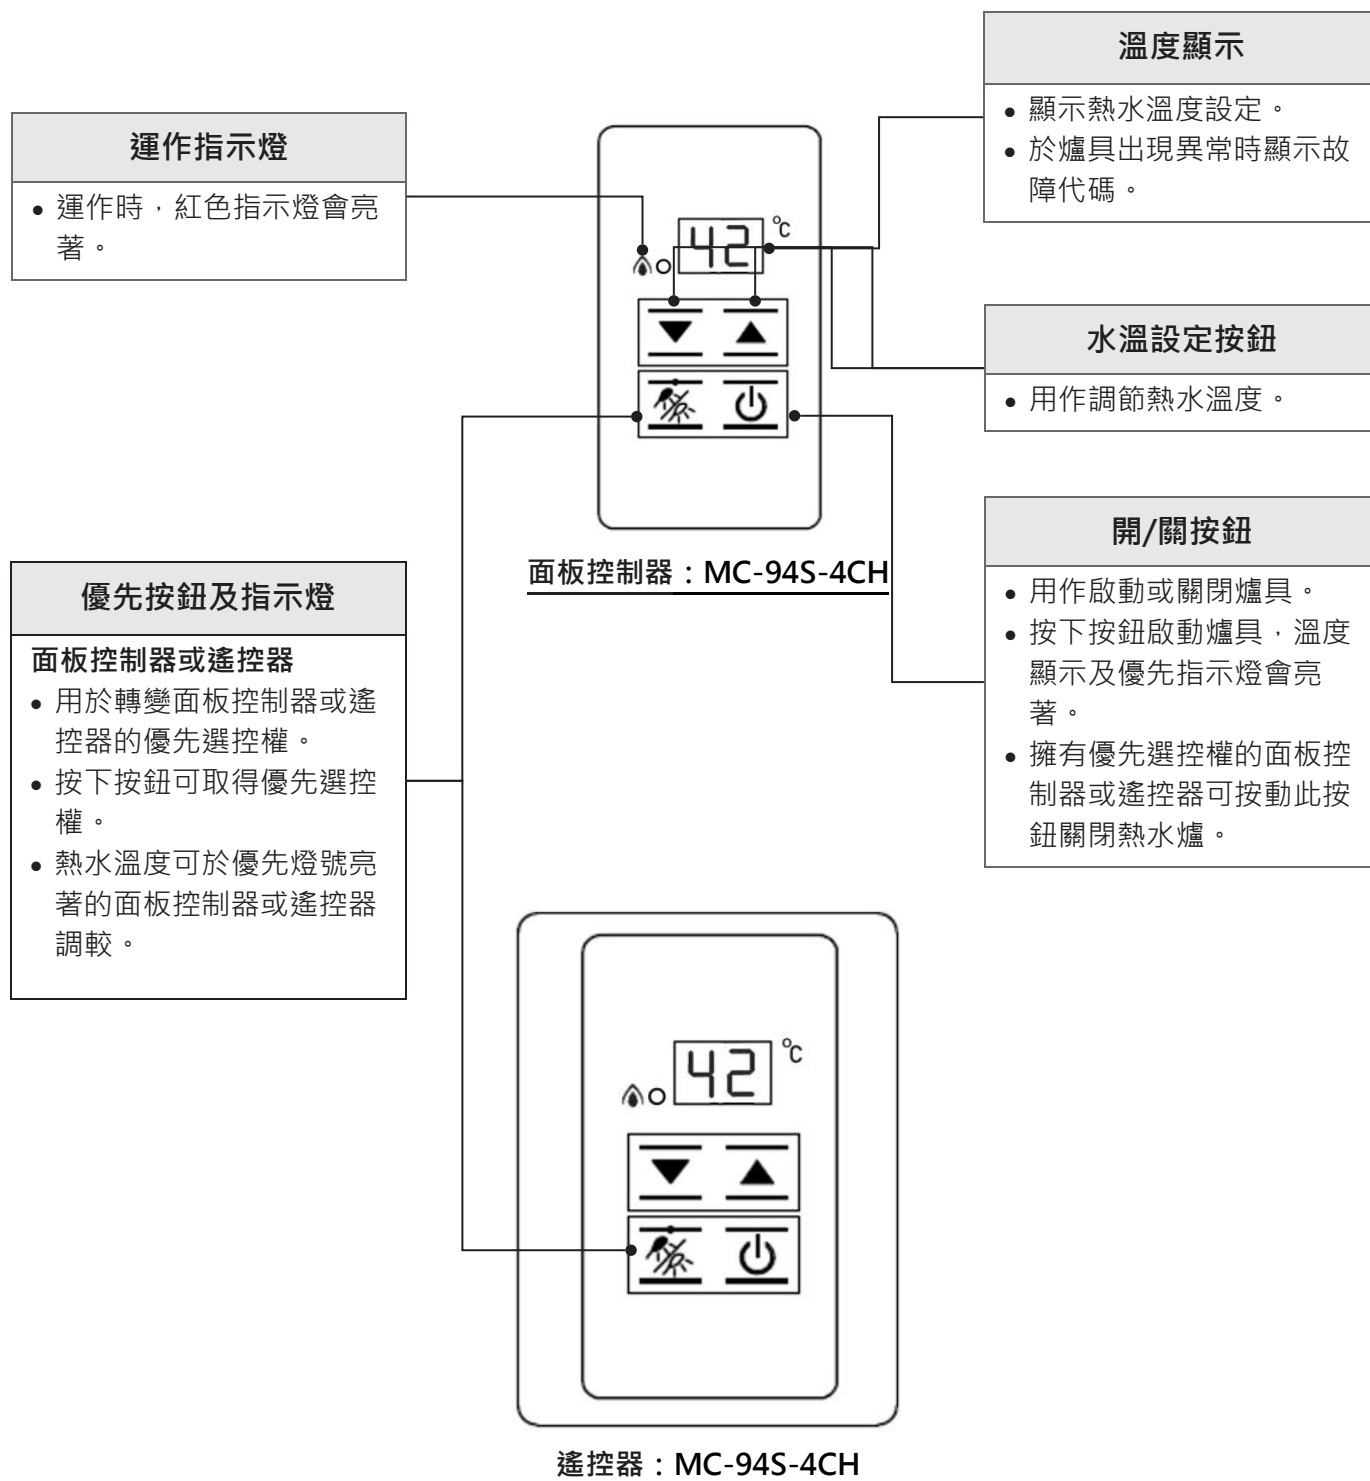 溫度顯示
• 顯示熱水溫度設定。
• 於爐具出現異常時顯示故
障代碼。
運作指示燈
• 運作時，紅色指示燈會亮
著。
42 °C
水溫設定按鈕
• 用作調節熱水溫度。
面板控制器：MC-94S-4CH
開/關按鈕
• 用作啟動或關閉爐具。
• 按下按鈕啟動爐具，溫度
顯示及優先指示燈會亮
著。
• 擁有優先選控權的面板控
制器或遙控器可按動此按
鈕關閉熱水爐。
優先按鈕及指示燈
面板控制器或遙控器
• 用於轉變面板控制器或遙
控器的優先選控權。
• 按下按鈕可取得優先選控
權。
• 熱水溫度可於優先燈號亮
著的面板控制器或遙控器
調較。
42 °C
遙控器：MC-94S-4CH